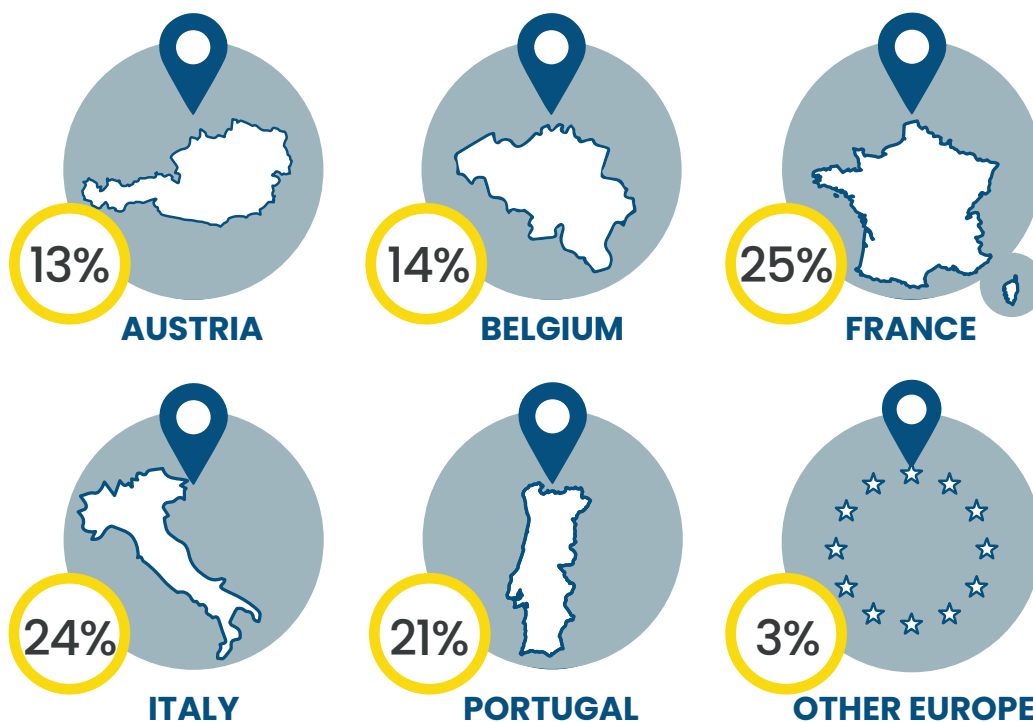 13%
AUSTRIA
14%
BELGIUM
25%
FRANCE
24%
ITALY
21%
PORTUGAL
3%
OTHER EUROPE